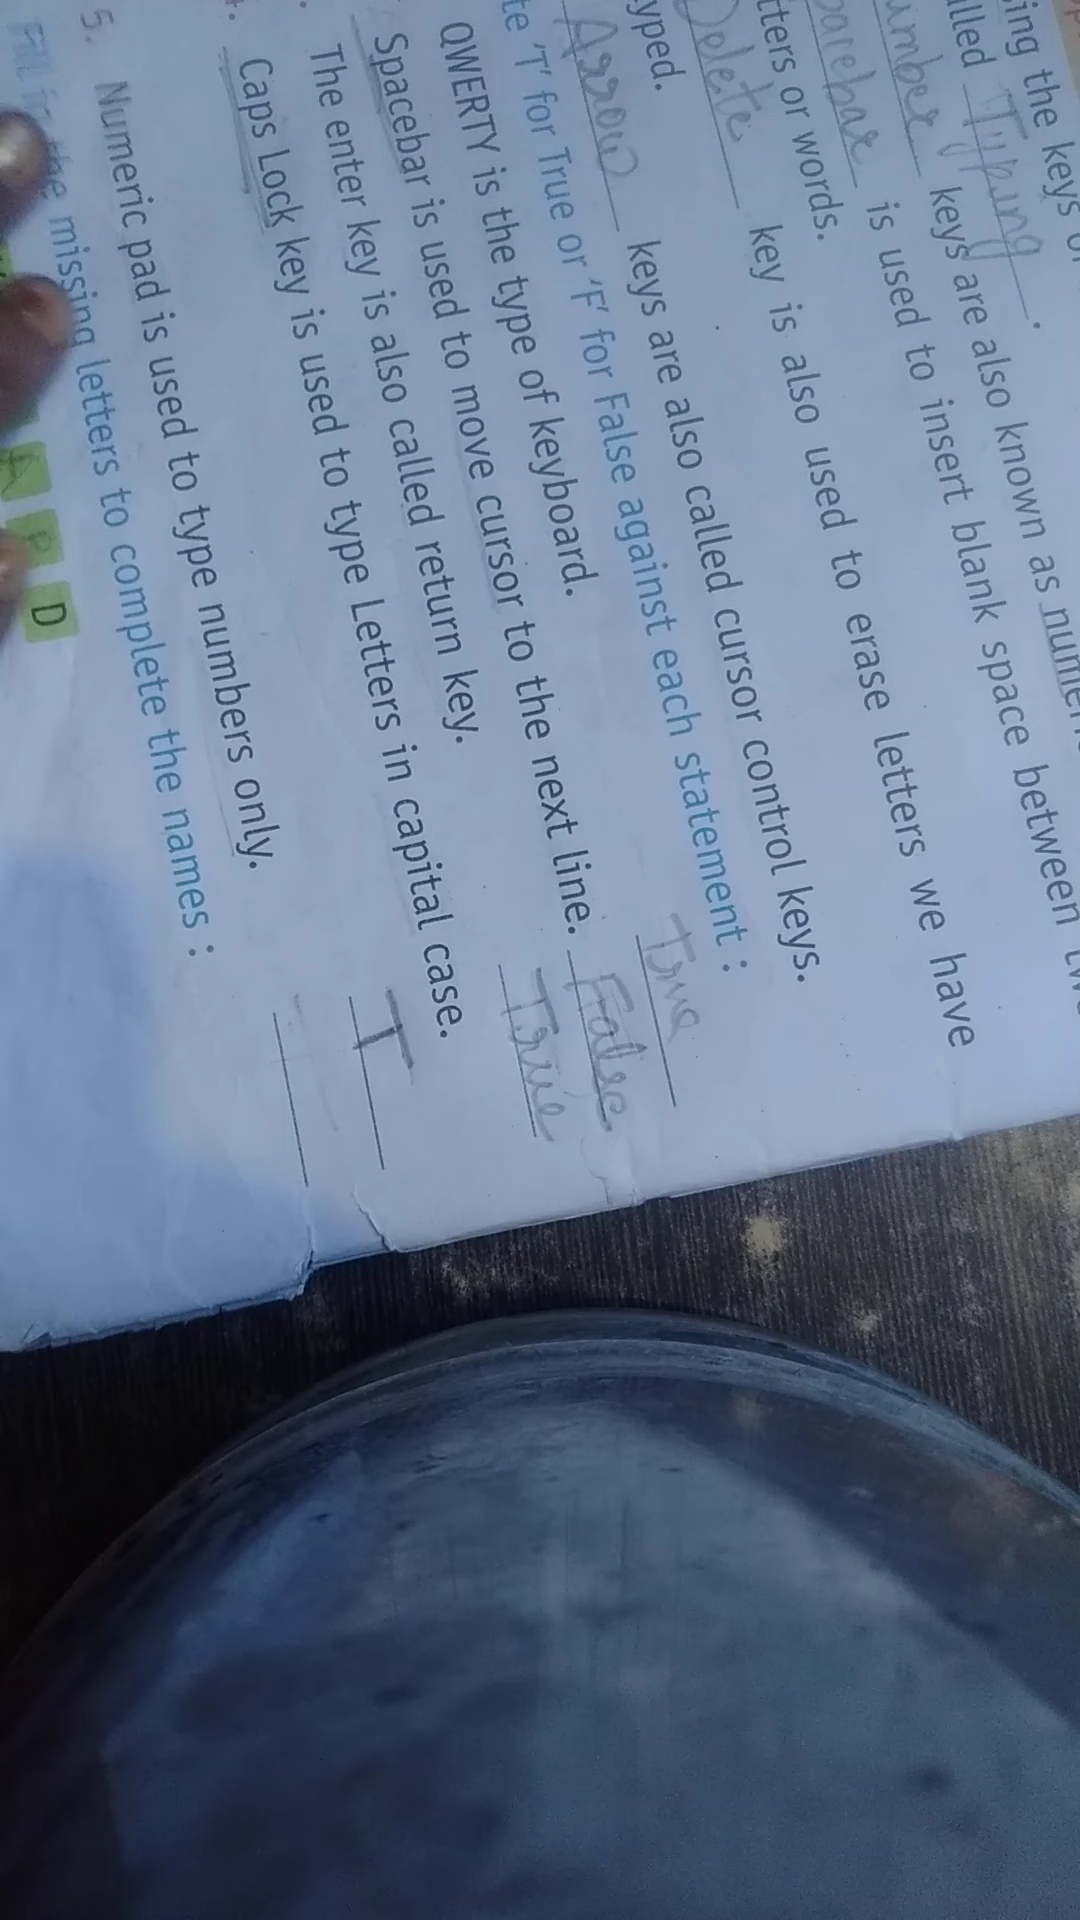 ing the keys
lled Typing.
umber keys are also known as
pacebar is used to insert blank space between
tters or words.
Delete key is also used to erase letters we have
yped.
Arrow keys are also called cursor control keys.
te 'T' for True or 'F' for False against each statement :
QWERTY is the type of keyboard. True
Spacebar is used to move cursor to the next line. False
The enter key is also called return key. True
Caps Lock key is used to type Letters in capital case. T
5. Numeric pad is used to type numbers only.
Fill in the missing letters to complete the names :
A P D